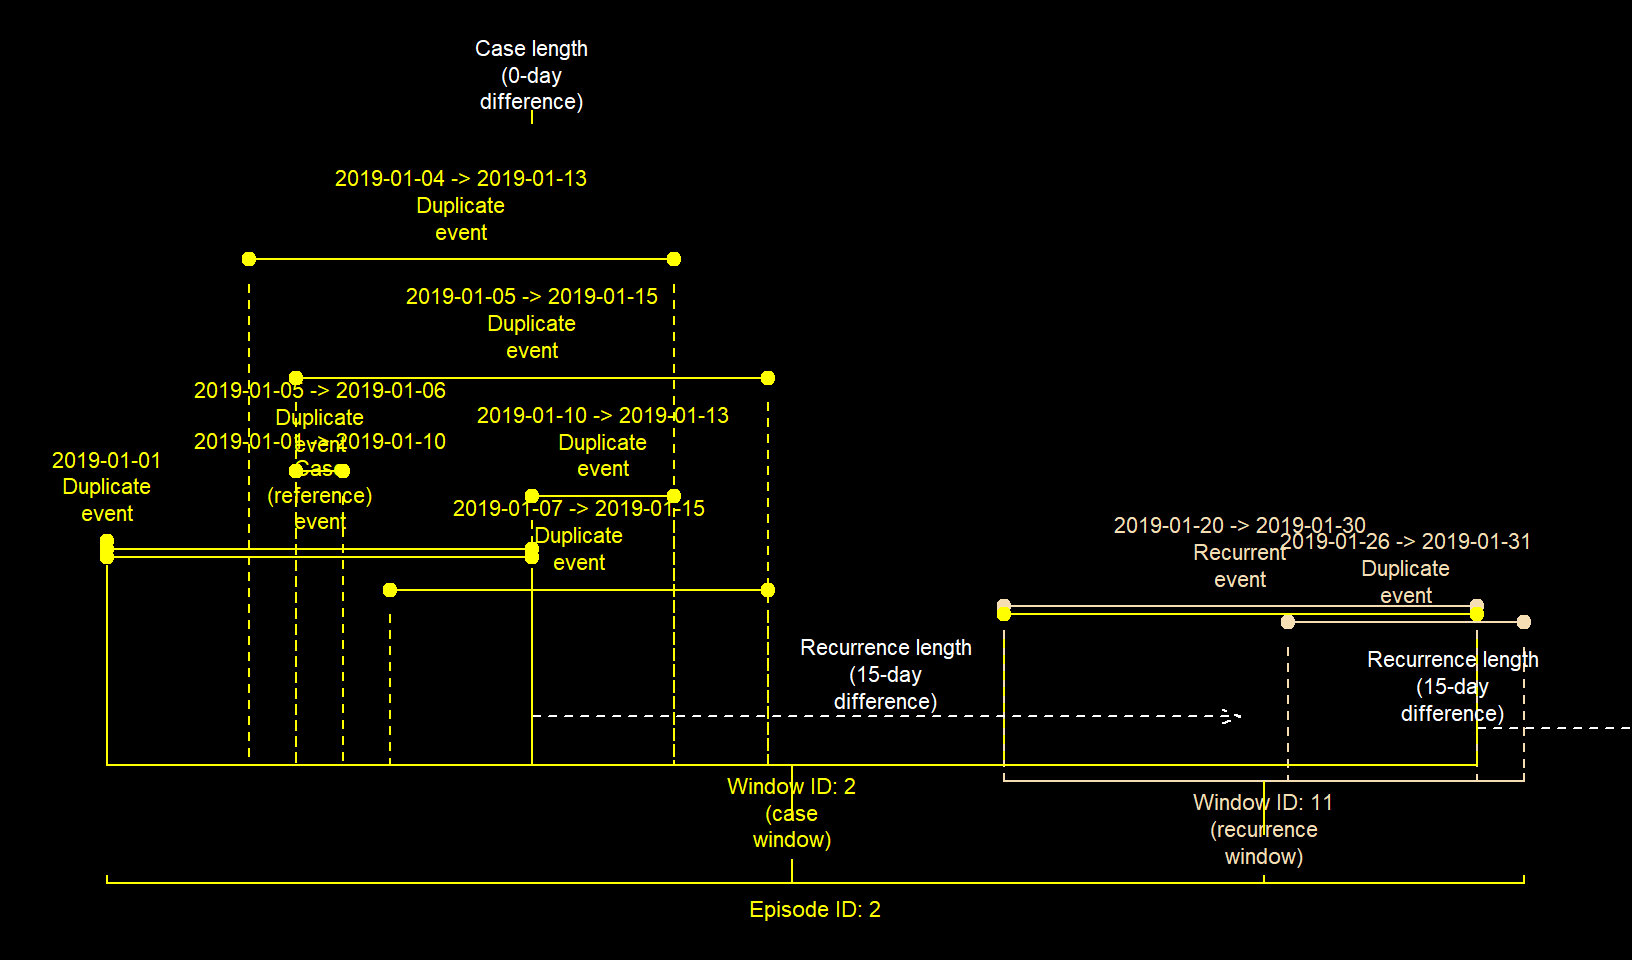 Case length
(0-day
difference)
2019-01-04 -> 2019-01-13
Duplicate
event
2019-01-05 -> 2019-01-15
Duplicate
event
2019-01-05 -> 2019-01-06
Duplicate
event
2019-01-10 -> 2019-01-13
Duplicate
event
2019-01-01 -> 2019-01-10
Case
(reference)
event
2019-01-01
Duplicate
event
2019-01-07 -> 2019-01-15
Duplicate
event
2019-01-20 -> 2019-01-30
Recurrent
event
2019-01-26 -> 2019-01-31
Duplicate
event
Recurrence length
(15-day
difference)
Recurrence length
(15-day
difference)
Window ID: 2
(case
window)
Window ID: 11
(recurrence
window)
Episode ID: 2